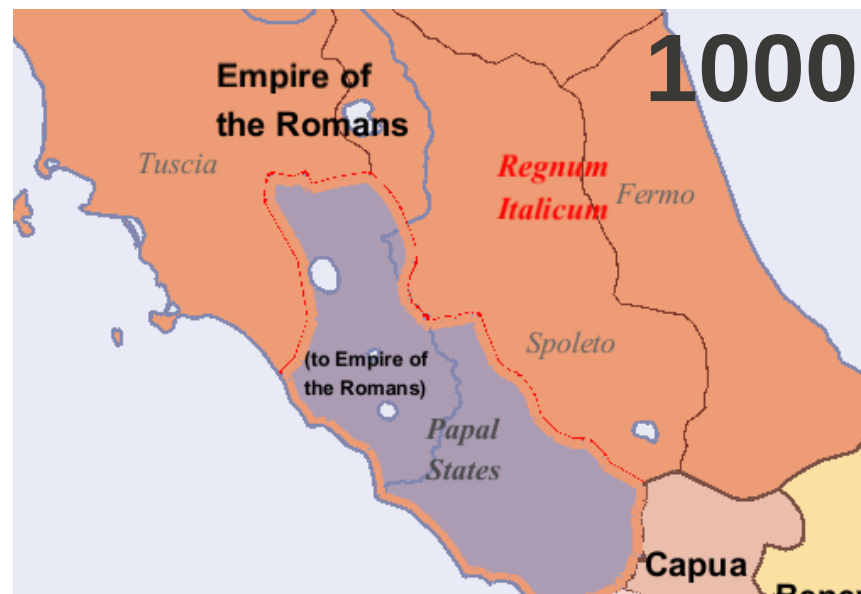 1000
Empire of
the Romans
Tuscia
Regnum
Italicum
Fermo
Spoleto
(to Empire of
the Romans)
Papal
States
Capua